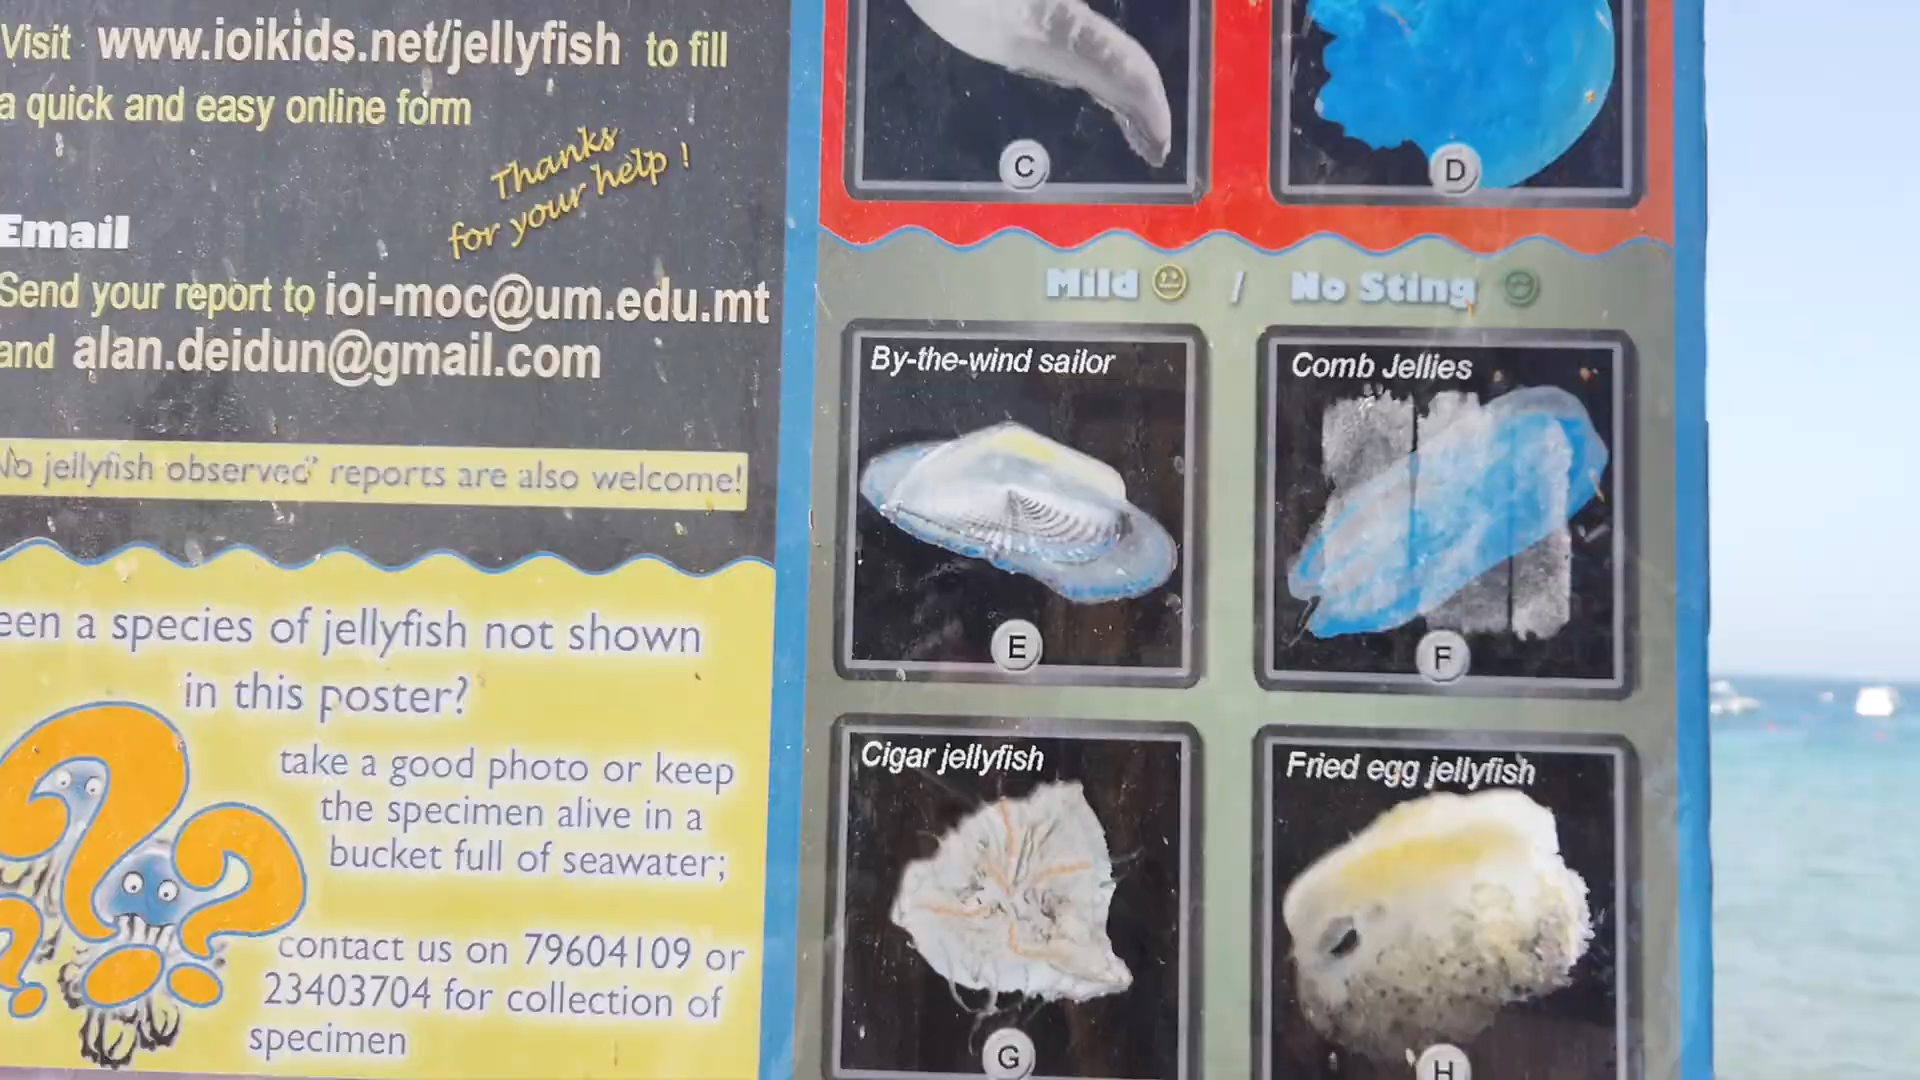 Visit www.ioikids.net/jellyfish to fill
a quick and easy online form
Thanks
for your help !
Email
Send your report to ioi-moc@um.edu.mt
and alan.deidun@gmail.com
No jellyfish observed" reports are also welcome!
een a species of jellyfish not shown
in this poster?
take a good photo or keep
the specimen alive in a
bucket full of seawater;
contact us on 79604109 or
23403704 for collection of
specimen
C
D
Mild / No Sting
By-the-wind sailor
E
Comb Jellies
F
Cigar jellyfish
G
Fried egg jellyfish
H